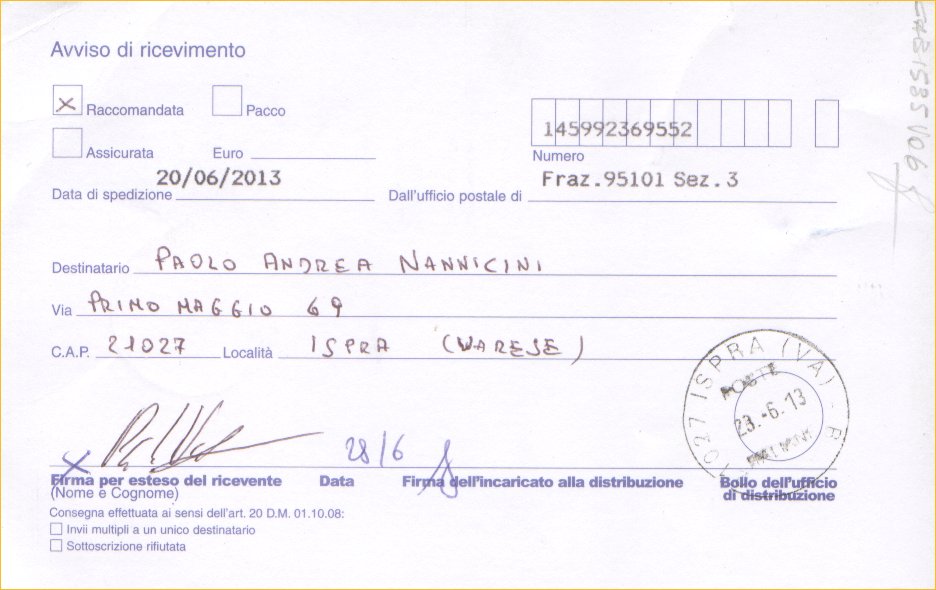 Avviso di ricevimento
x Raccomandata Pacco
145992369552
Assicurata Euro Numero
20/06/2013 Fraz.95101 Sez.3
Data di spedizione Dall'ufficio postale di
Destinatario PAOLO ANDREA NANNICINI
Via PRIMO MAGGIO 69
C.A.P. 21027 Località ISPRA (VARESE)
1027 ISPRA (VA) - R
POSTE
28.-6.13
x 28/6
Firma per esteso del ricevente Data Firma dell'incaricato alla distribuzione Bollo dell'ufficio
(Nome e Cognome) di distribuzione
Consegna effettuata ai sensi dell'art. 20 D.M. 01.10.08:
Invii multipli a un unico destinatario
Sottoscrizione rifiutata